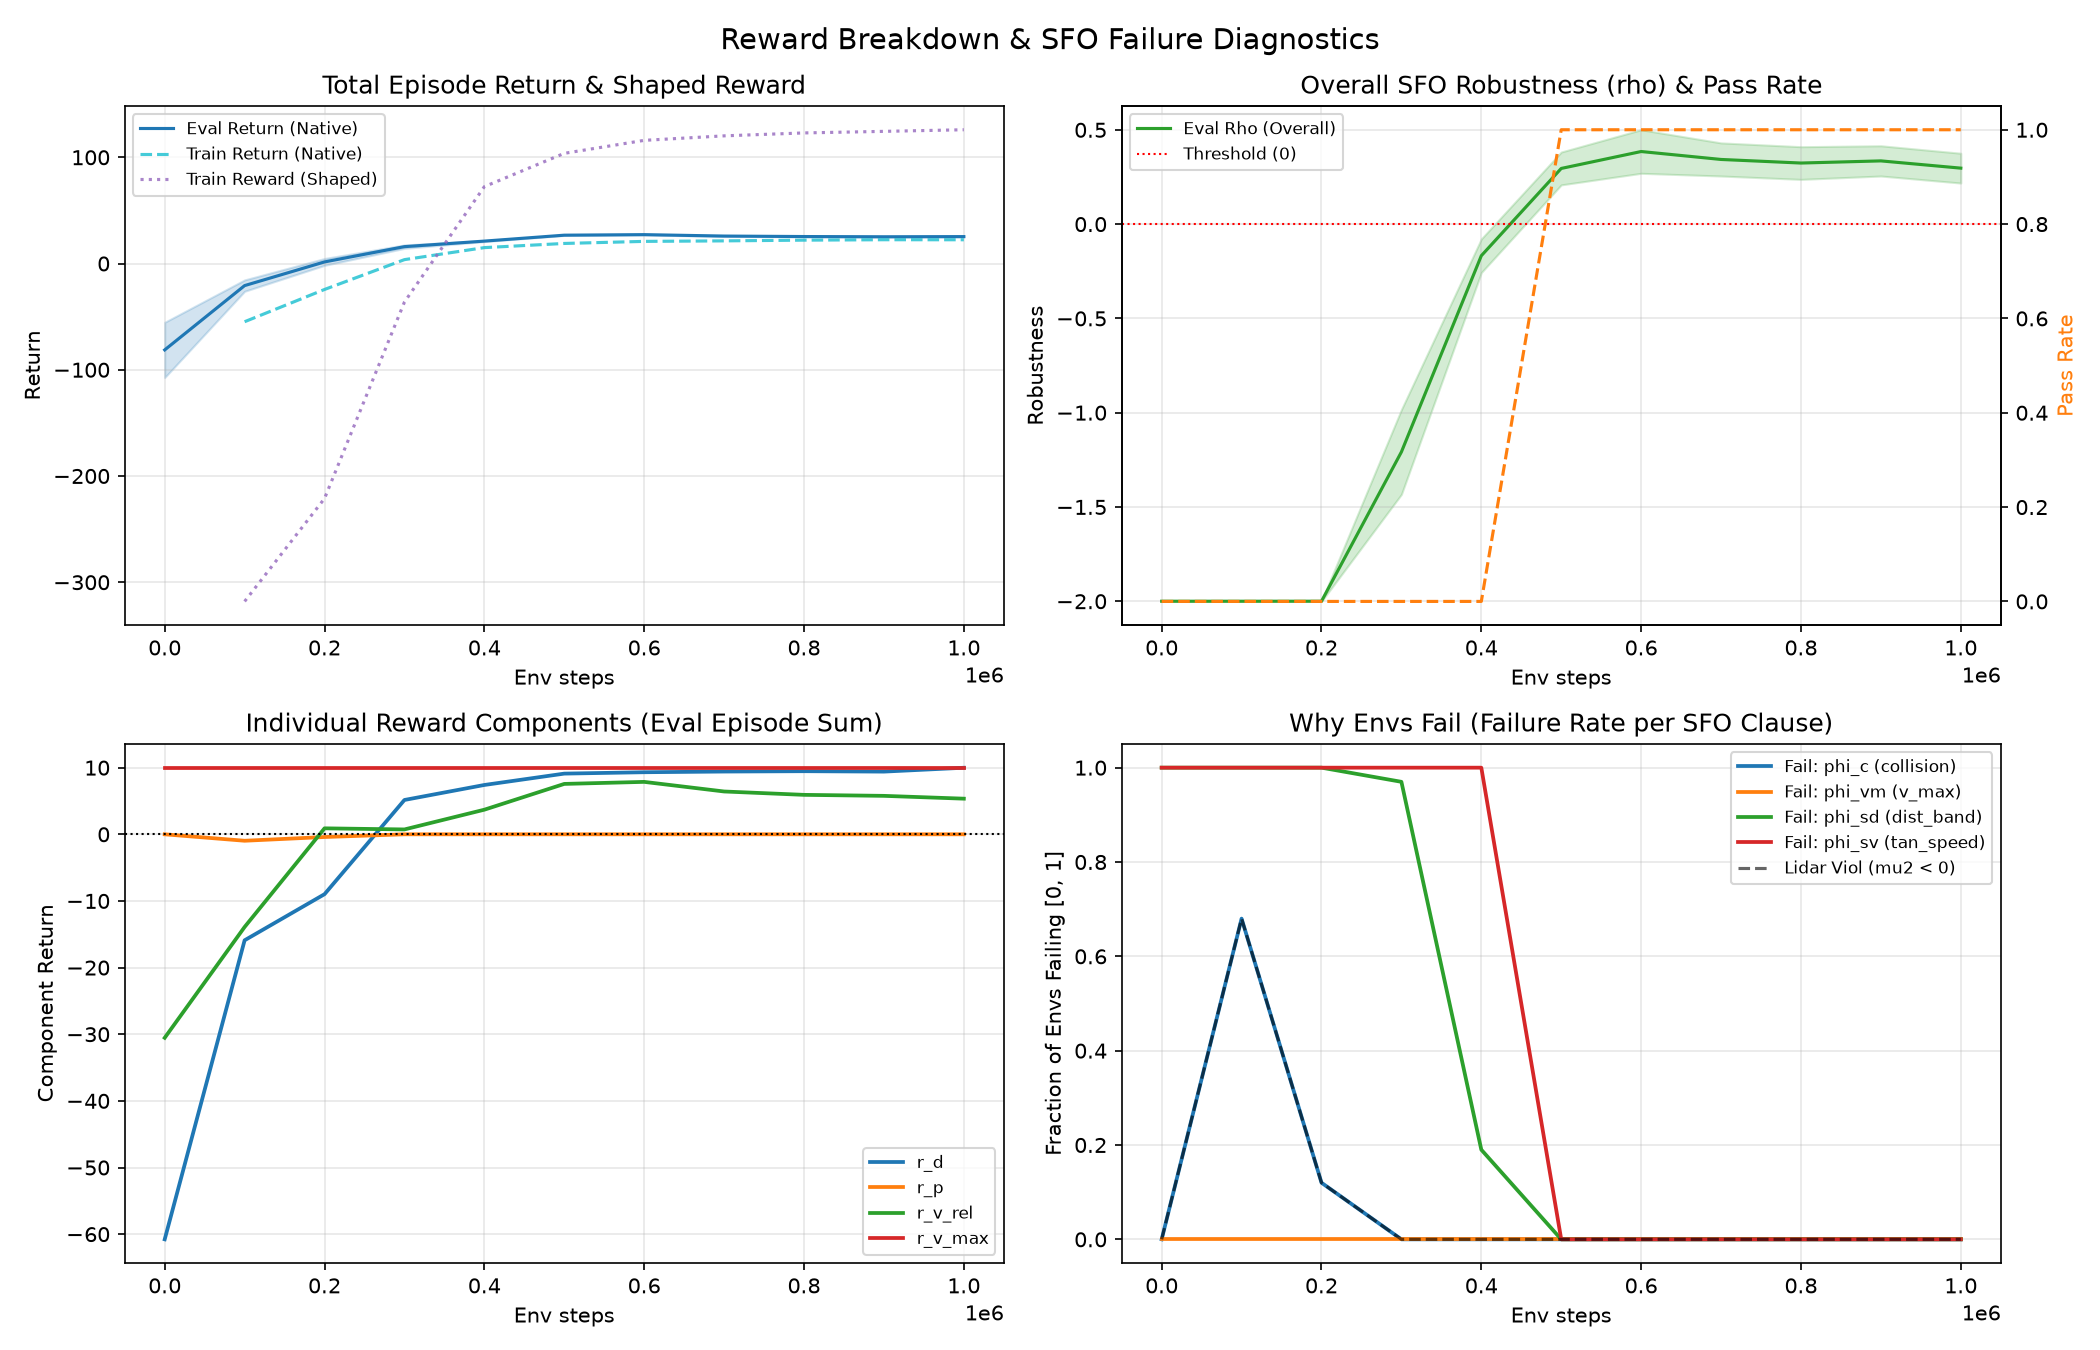 Reward Breakdown & SFO Failure Diagnostics
Total Episode Return & Shaped Reward
Eval Return (Native)
Train Return (Native)
Train Reward (Shaped)
100
0
−100
−200
−300
Return
0.0 0.2 0.4 0.6 0.8 1.0
1e6
Env steps
Overall SFO Robustness (rho) & Pass Rate
Eval Rho (Overall)
Threshold (0)
0.5
0.0
−0.5
−1.0
−1.5
−2.0
Robustness
1.0
0.8
0.6
0.4
0.2
0.0
Pass Rate
0.0 0.2 0.4 0.6 0.8 1.0
1e6
Env steps
Individual Reward Components (Eval Episode Sum)
10
0
−10
−20
−30
−40
−50
−60
Component Return
r_d
r_p
r_v_rel
r_v_max
0.0 0.2 0.4 0.6 0.8 1.0
1e6
Env steps
Why Envs Fail (Failure Rate per SFO Clause)
Fail: phi_c (collision)
Fail: phi_vm (v_max)
Fail: phi_sd (dist_band)
Fail: phi_sv (tan_speed)
Lidar Viol (mu2 < 0)
1.0
0.8
0.6
0.4
0.2
0.0
Fraction of Envs Failing [0, 1]
0.0 0.2 0.4 0.6 0.8 1.0
1e6
Env steps